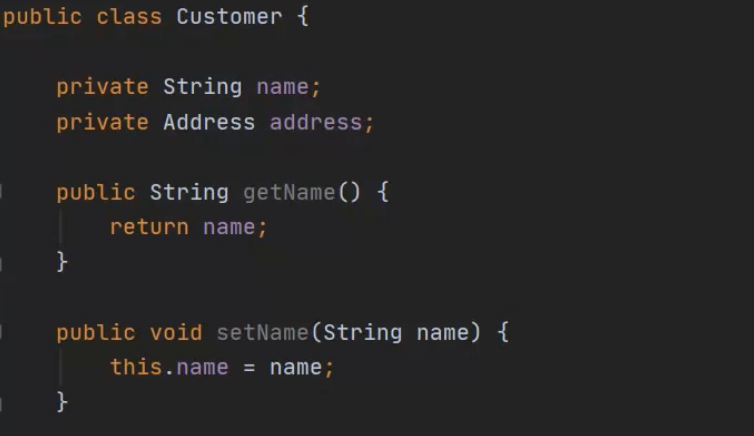 public class Customer {
private String name;
private Address address;
public String getName() {
return name;
}
public void setName(String name) {
this.name = name;
}